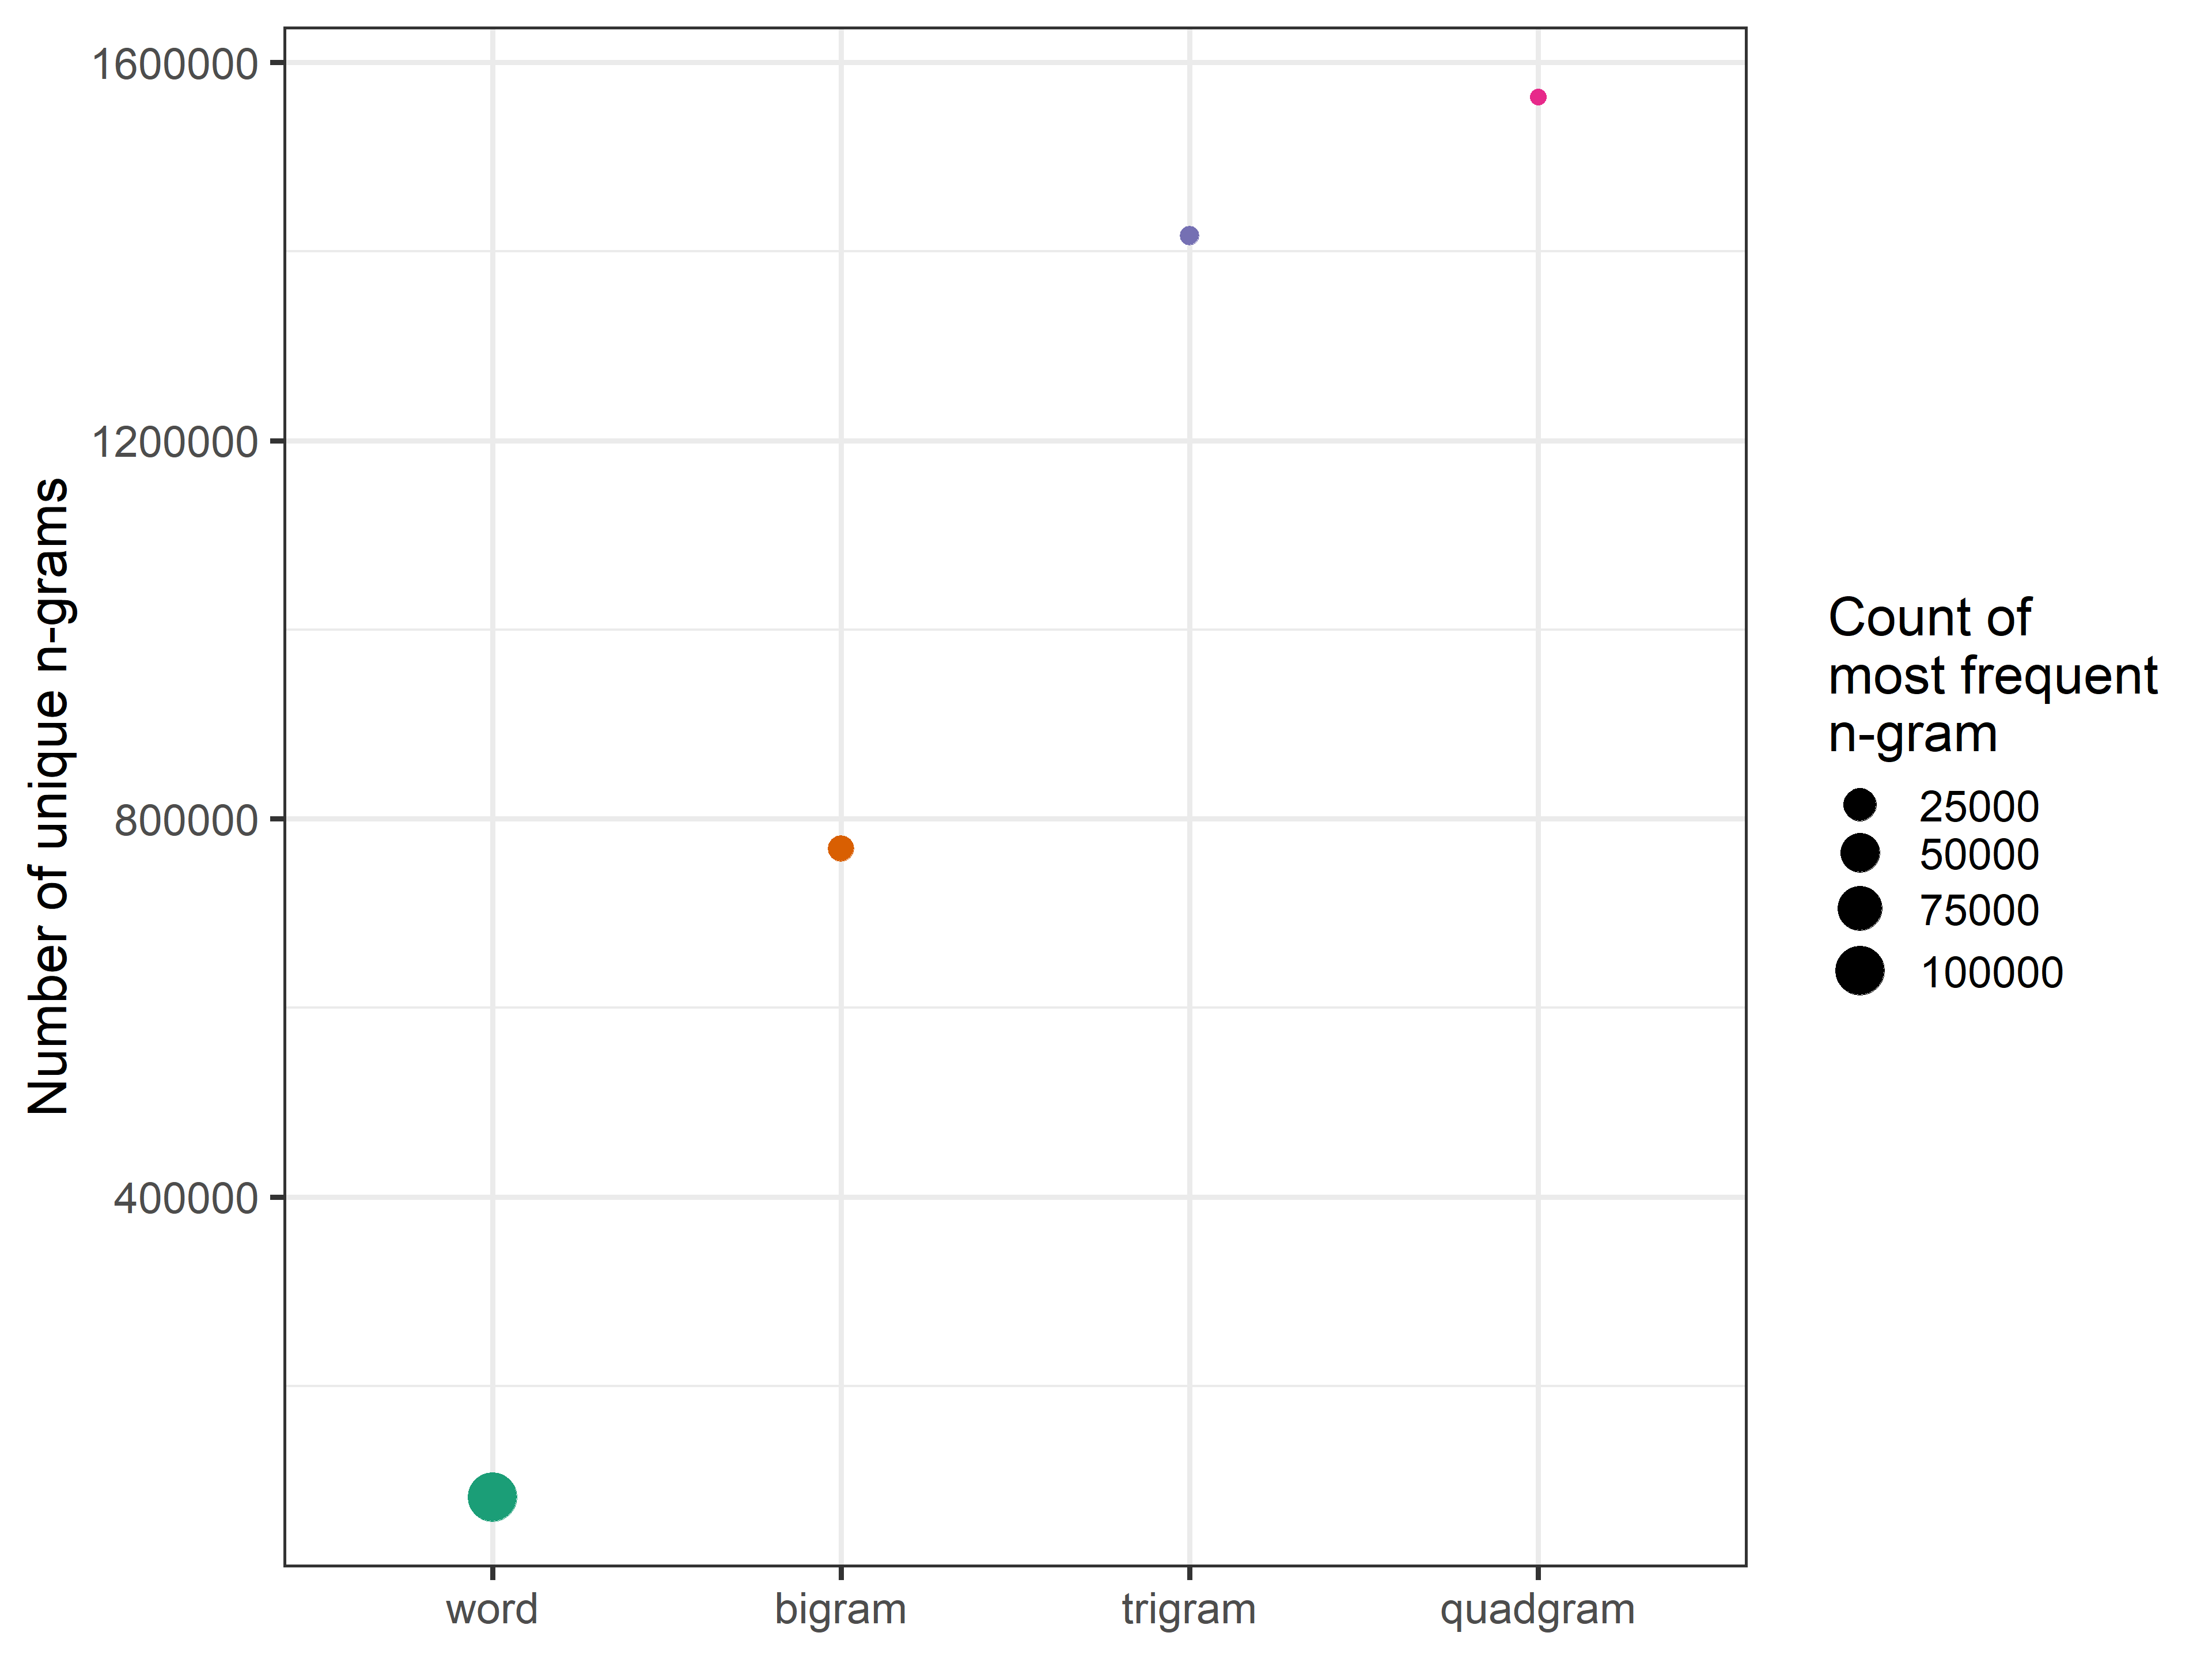 Number of unique n-grams
1600000
1200000
800000
400000
word
bigram
trigram
quadgram
Count of
most frequent
n-gram
25000
50000
75000
100000